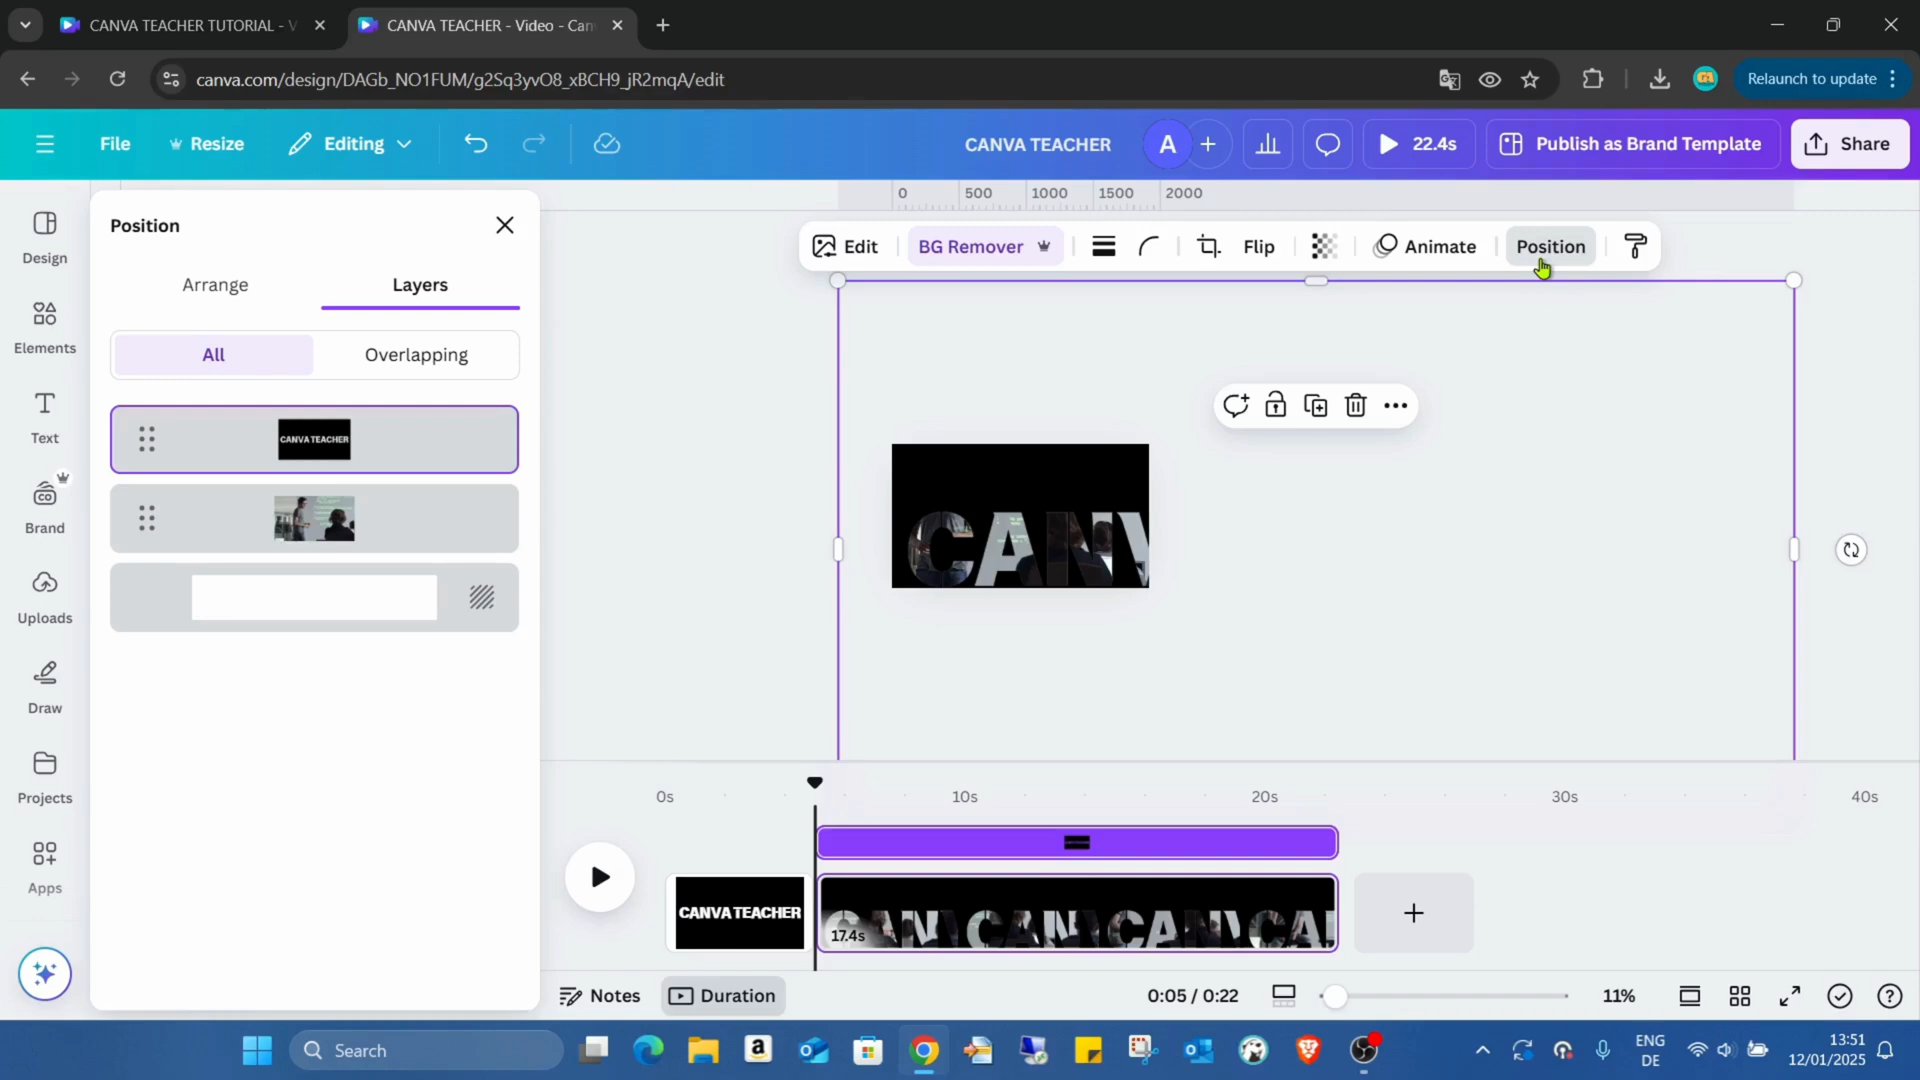 CANVA TEACHER TUTORIAL - V
CANVA TEACHER - Video - Can
canva.com/design/DAGb_NO1FUM/g2Sq3yvO8_xBCH9_jR2mqA/edit
Relaunch to update
File
Resize
Editing
CANVA TEACHER
A
22.4s
Publish as Brand Template
Share
0 500 1000 1500 2000
Design
Elements
Text
Brand
Uploads
Draw
Projects
Apps
Position
Arrange
Layers
All
Overlapping
CANVA TEACHER
Edit
BG Remover
Flip
Animate
Position
CANV
0s 10s 20s 30s 40s
CANVA TEACHER
17.4s
CANVCANVCANVCA
Notes
Duration
0:05 / 0:22
11%
Search
ENG
DE
13:51
12/01/2025